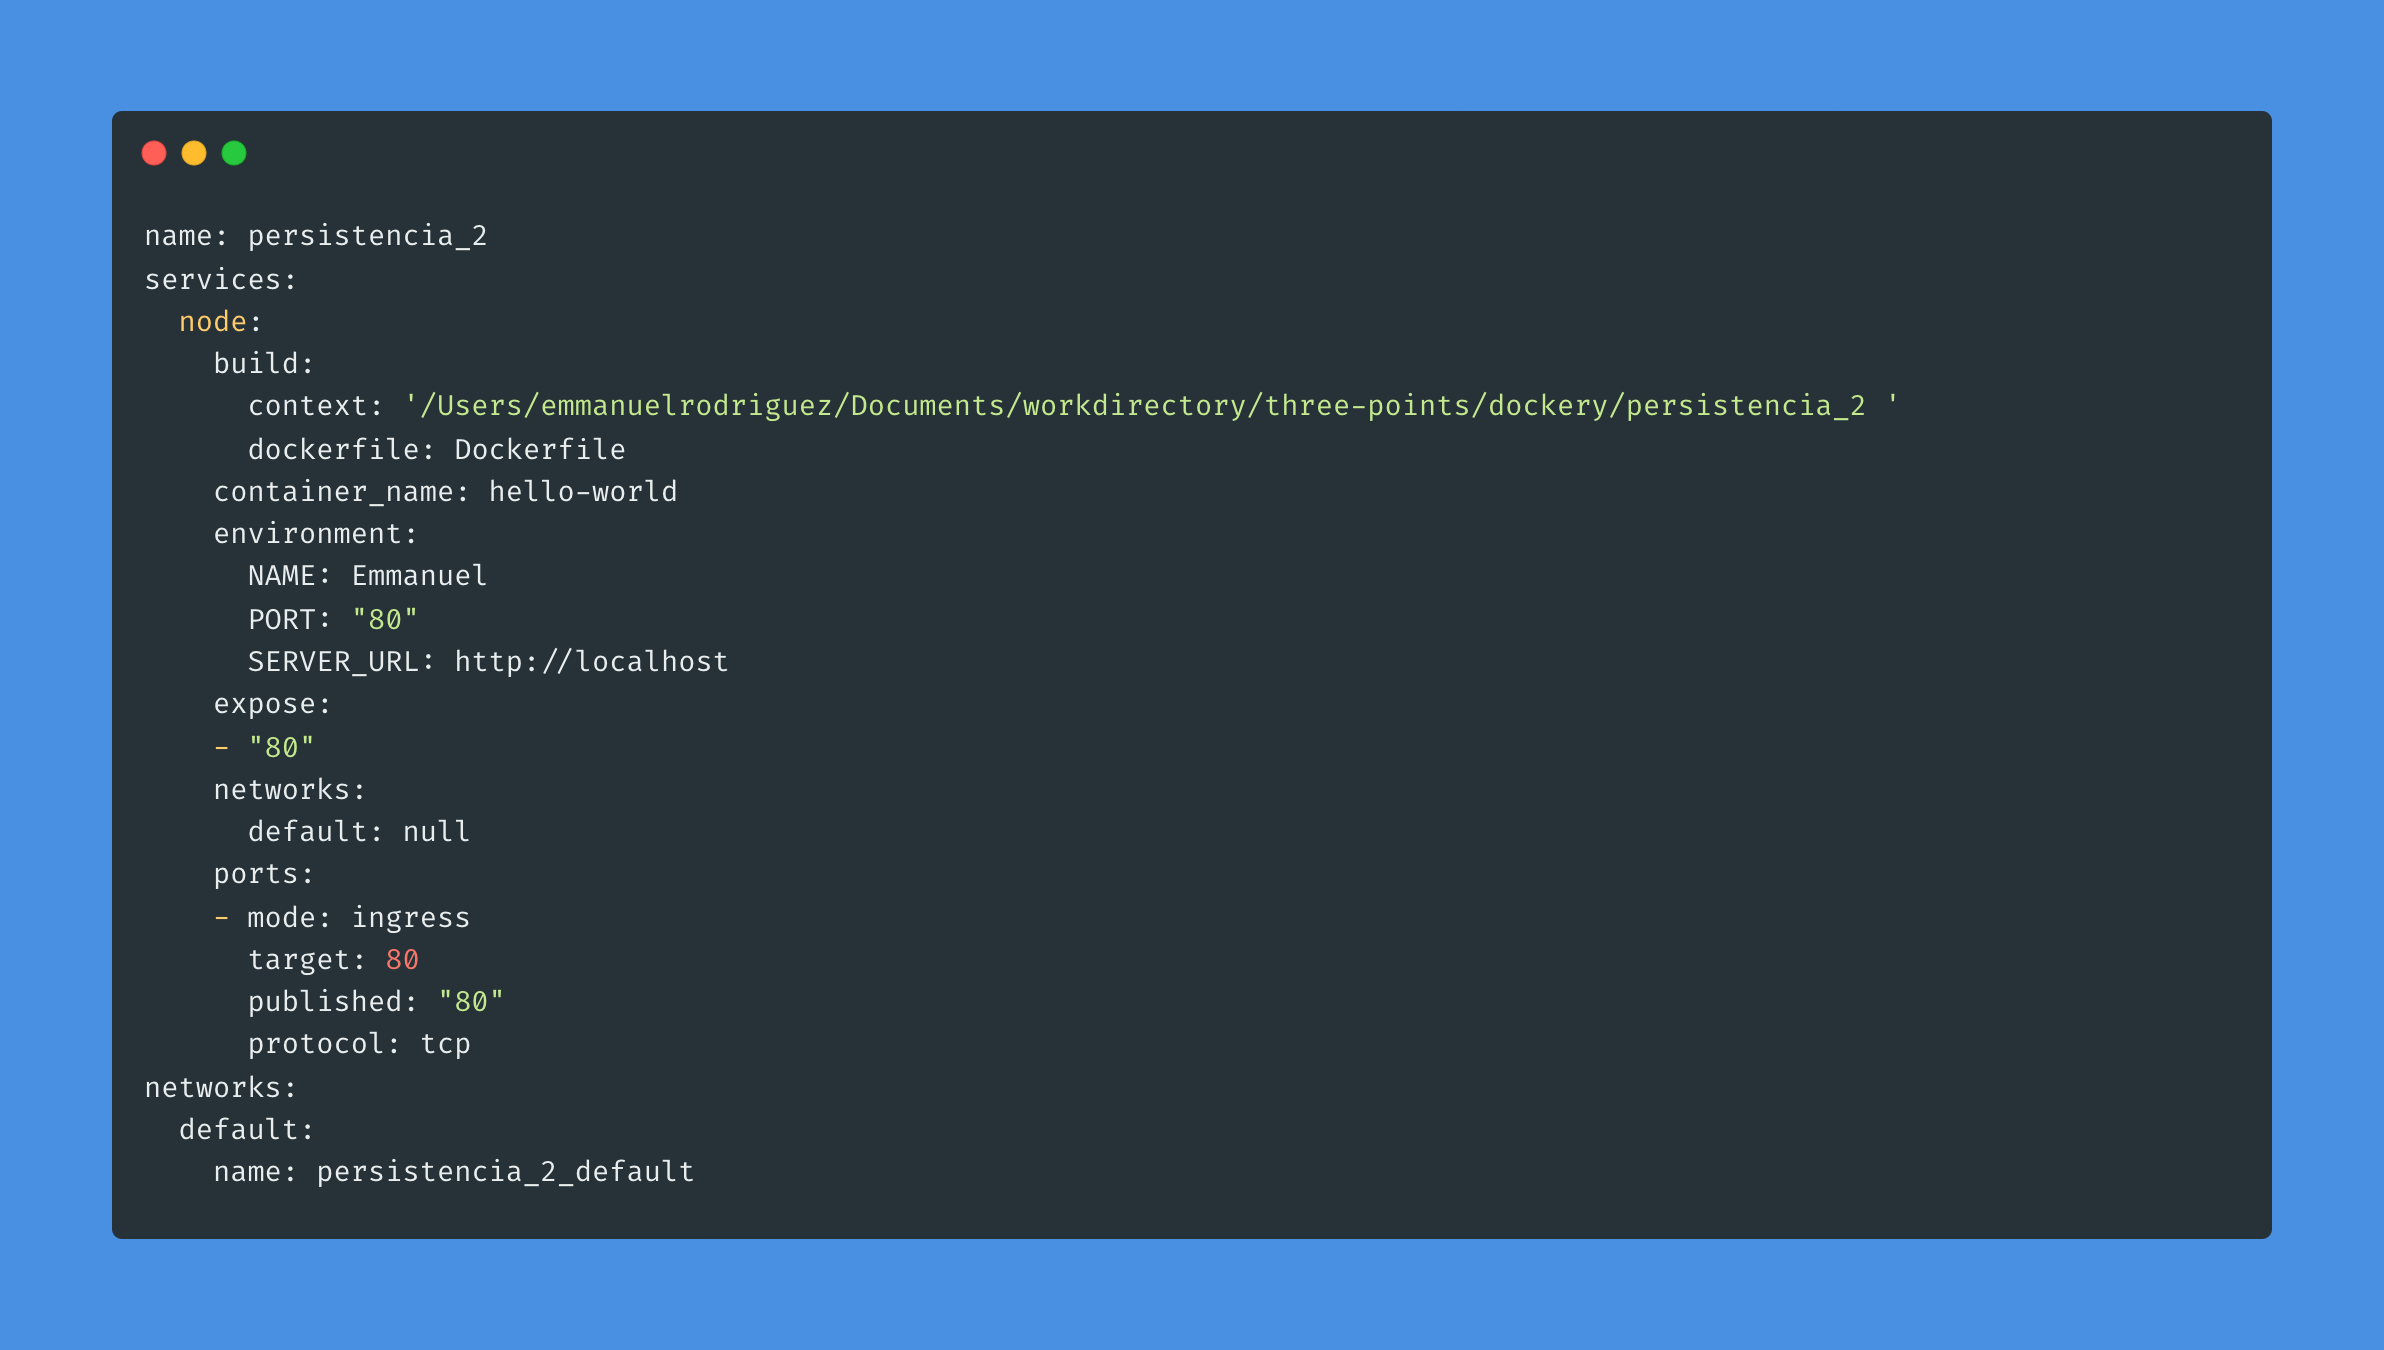 name: persistencia_2
services:
  node:
    build:
      context: '/Users/emmanuelrodriguez/Documents/workdirectory/three-points/dockery/persistencia_2 '
      dockerfile: Dockerfile
    container_name: hello-world
    environment:
      NAME: Emmanuel
      PORT: "80"
      SERVER_URL: http://localhost
    expose:
    - "80"
    networks:
      default: null
    ports:
    - mode: ingress
      target: 80
      published: "80"
      protocol: tcp
networks:
  default:
    name: persistencia_2_default